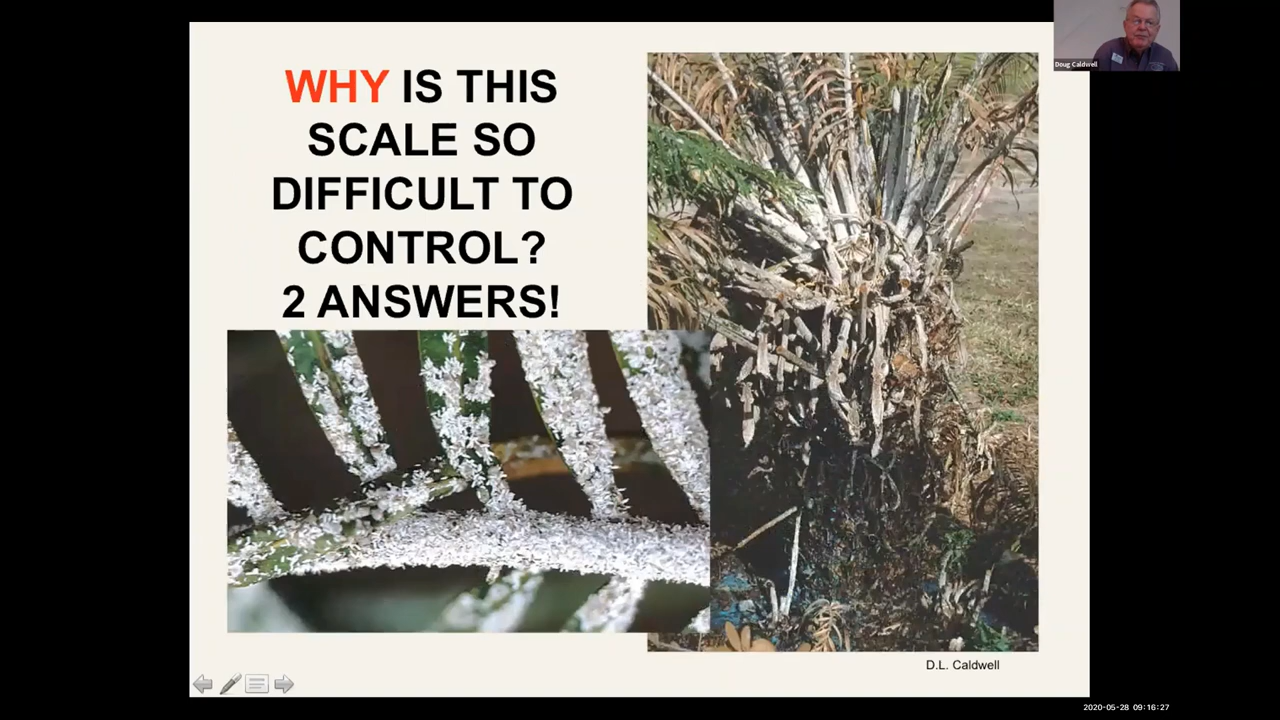 Doug Caldwell
WHY IS THIS
SCALE SO
DIFFICULT TO
CONTROL?
2 ANSWERS!
D.L. Caldwell
2020-05-28 09:16:27